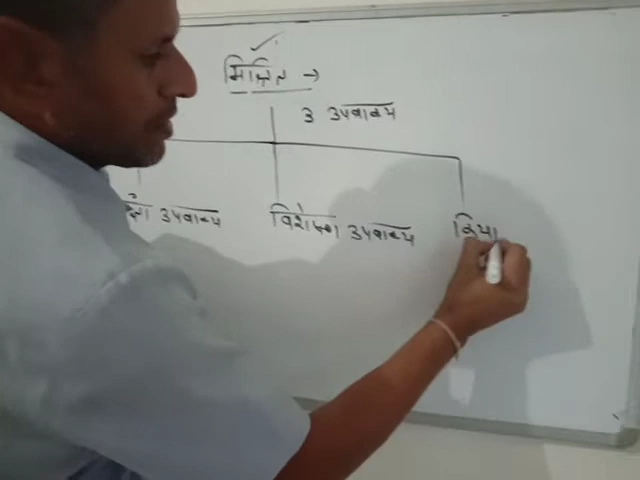 मिश्रित →
3 उपवाक्य
उपवाक्य
विशेषण उपवाक्य
क्रिया